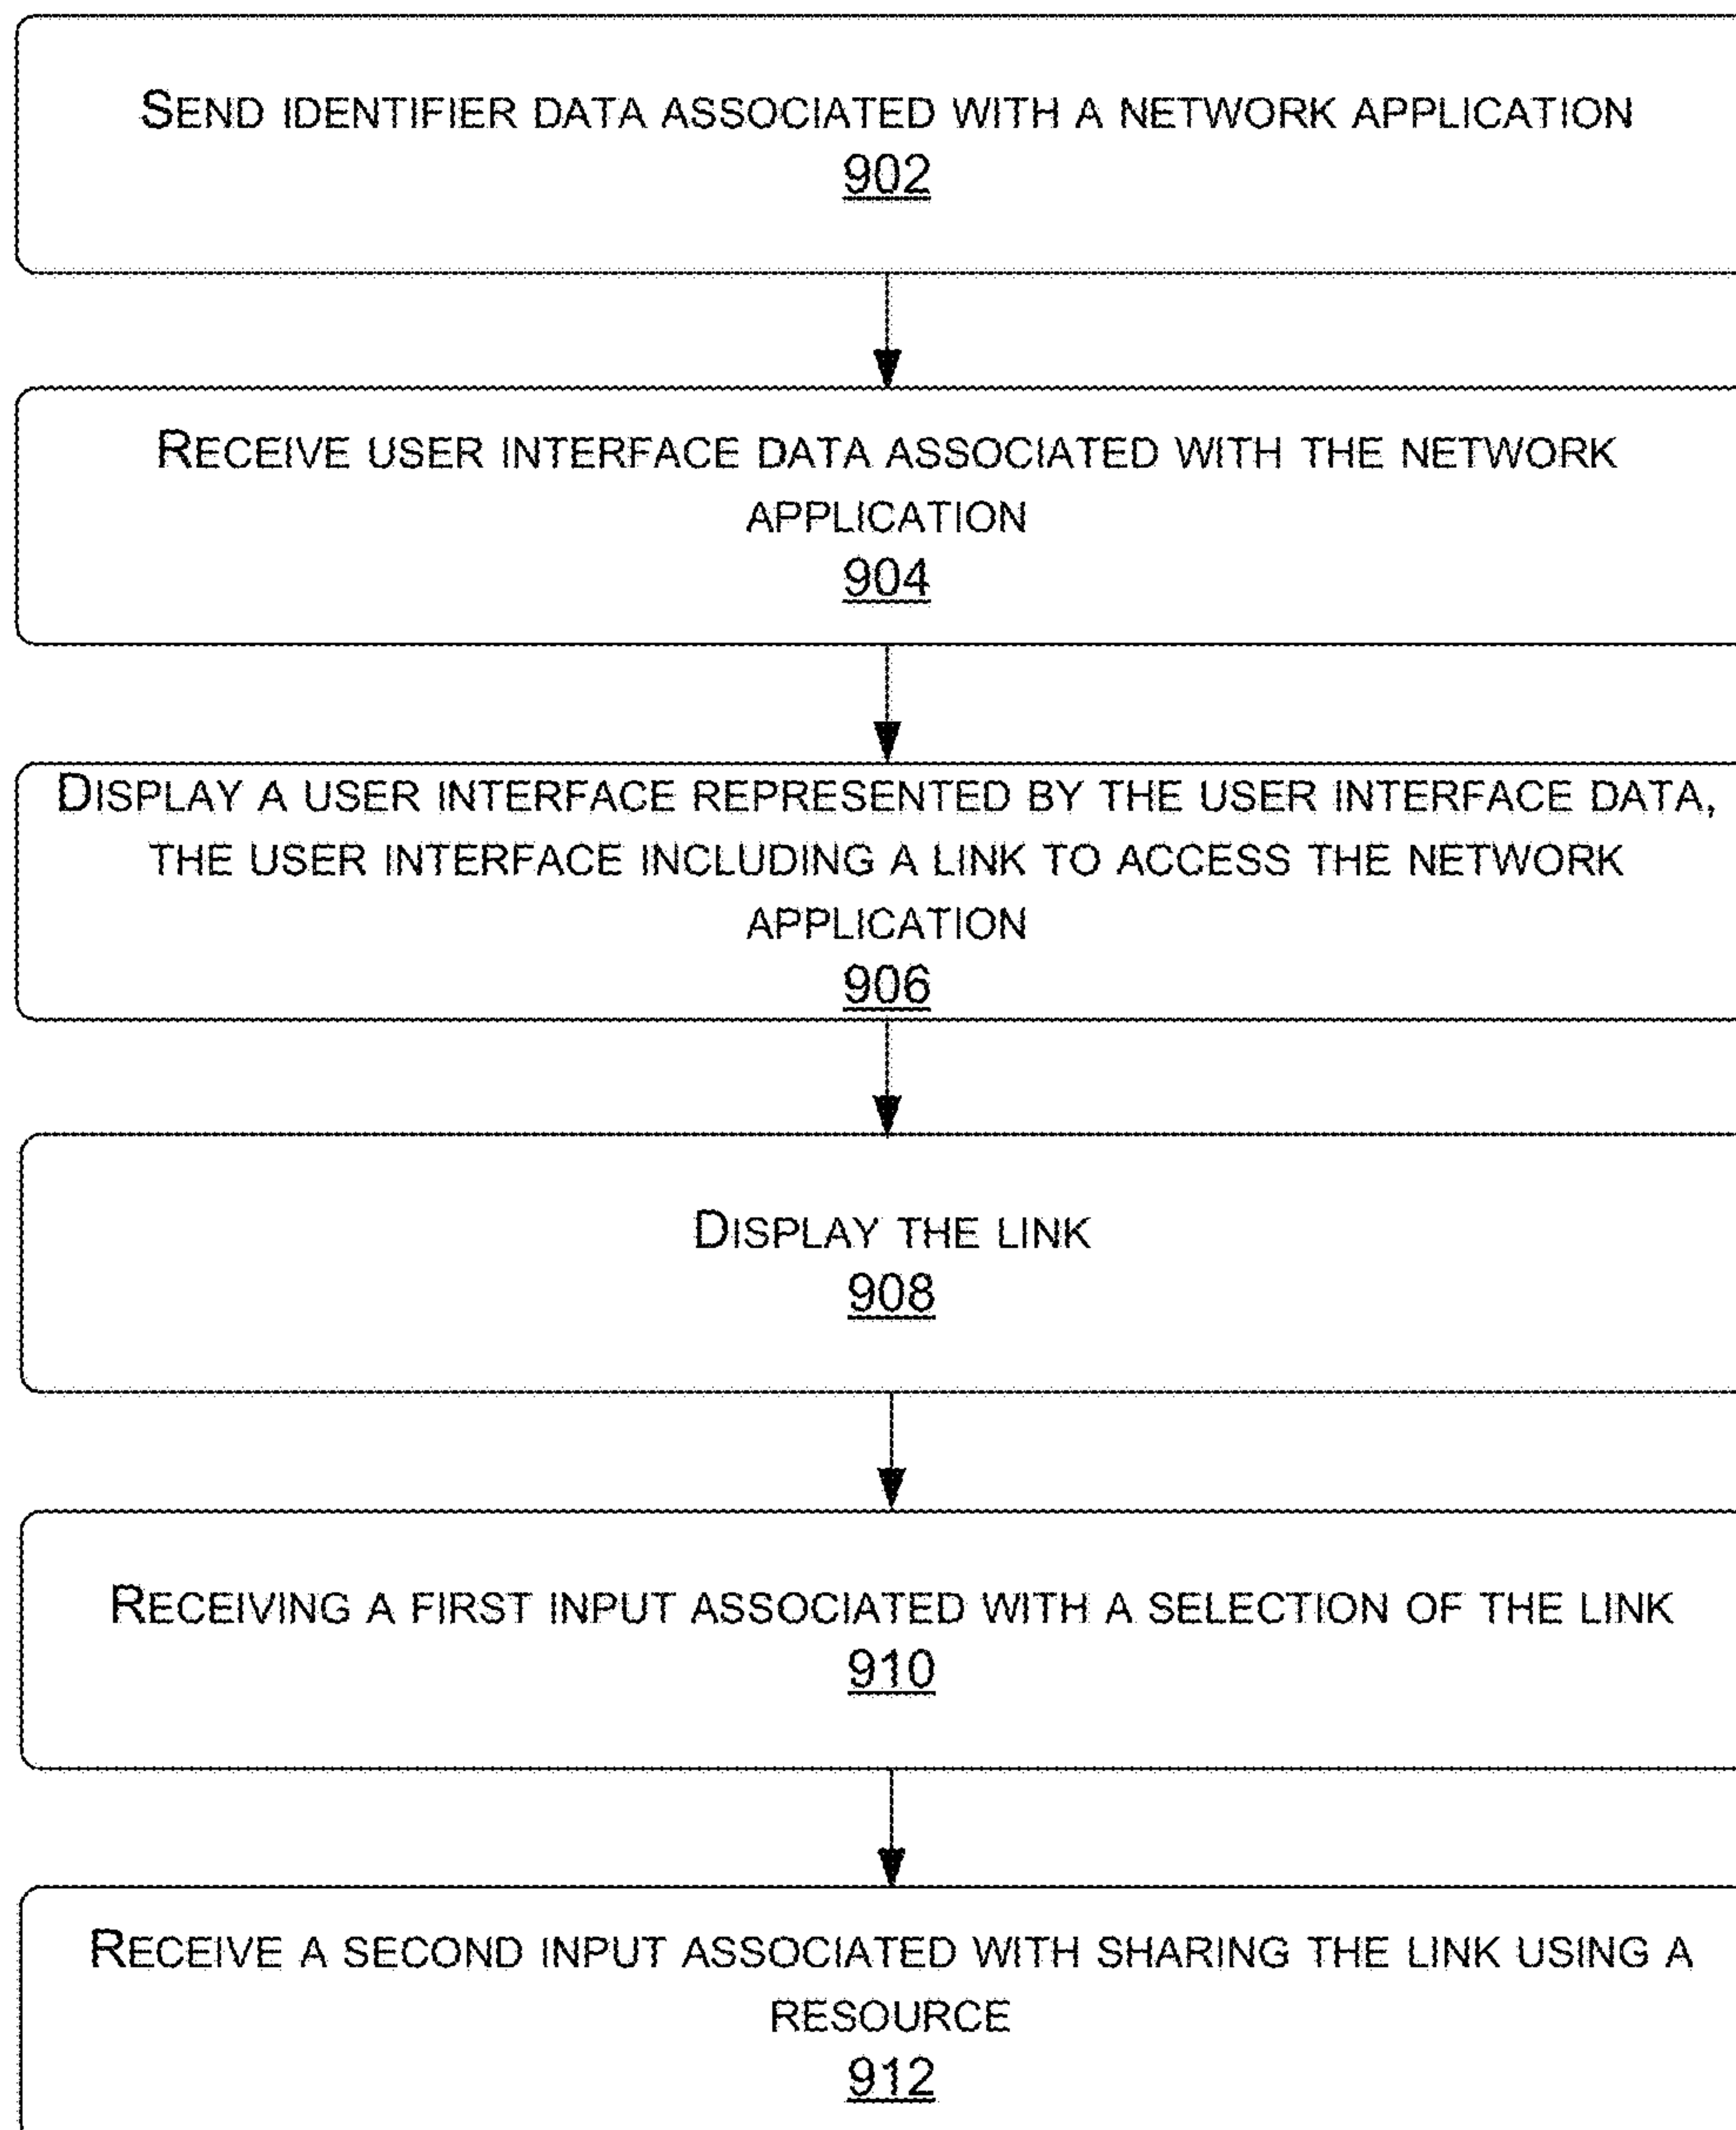 SEND IDENTIFIER DATA ASSOCIATED WITH A NETWORK APPLICATION
902
RECEIVE USER INTERFACE DATA ASSOCIATED WITH THE NETWORK
APPLICATION
904
DISPLAY A USER INTERFACE REPRESENTED BY THE USER INTERFACE DATA,
THE USER INTERFACE INCLUDING A LINK TO ACCESS THE NETWORK
APPLICATION
906
DISPLAY THE LINK
908
RECEIVING A FIRST INPUT ASSOCIATED WITH A SELECTION OF THE LINK
910
RECEIVE A SECOND INPUT ASSOCIATED WITH SHARING THE LINK USING A
RESOURCE
912